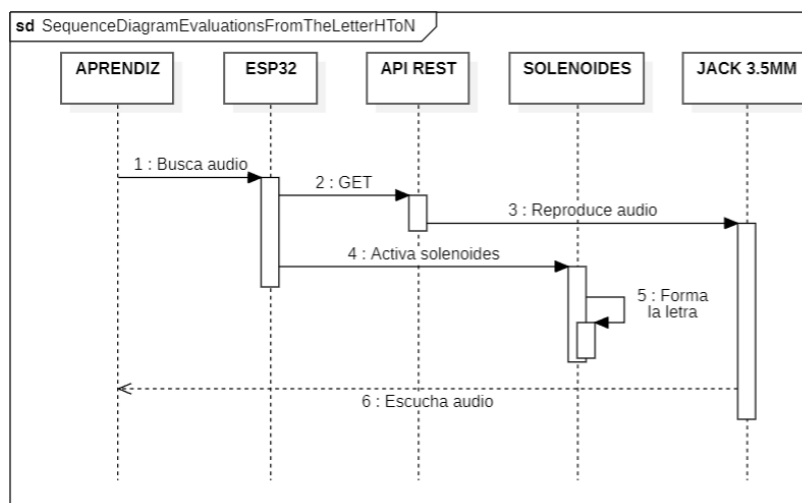 sd SequenceDiagramEvaluationsFromTheLetterHToN
APRENDIZ
ESP32
API REST
SOLENOIDES
JACK 3.5MM
1 : Busca audio
2 : GET
3 : Reproduce audio
4 : Activa solenoides
5 : Forma
la letra
6 : Escucha audio